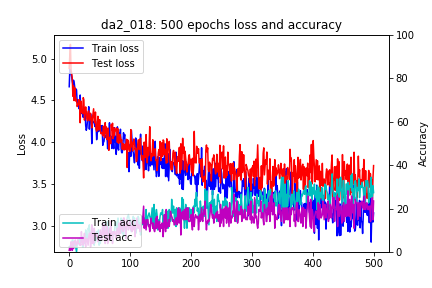 da2_018: 500 epochs loss and accuracy
Train loss
Test loss
Train acc
Test acc
Loss
5.0
4.5
4.0
3.5
3.0
Accuracy
100
80
60
40
20
0
0
100
200
300
400
500